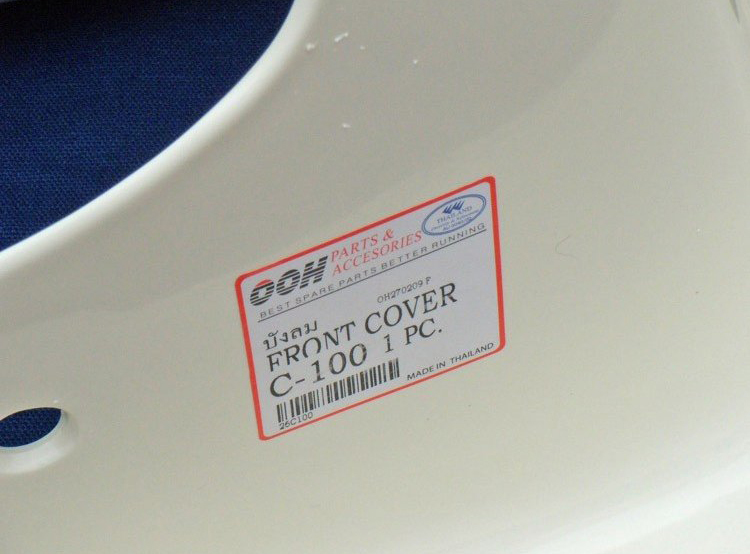 OOH PARTS &
ACCESORIES
THAILAND
BEST SPARE PARTS BETTER RUNNING
OH270209 F
บังลม
FRONT COVER
C-100 1 PC.
26C100
MADE IN THAILAND